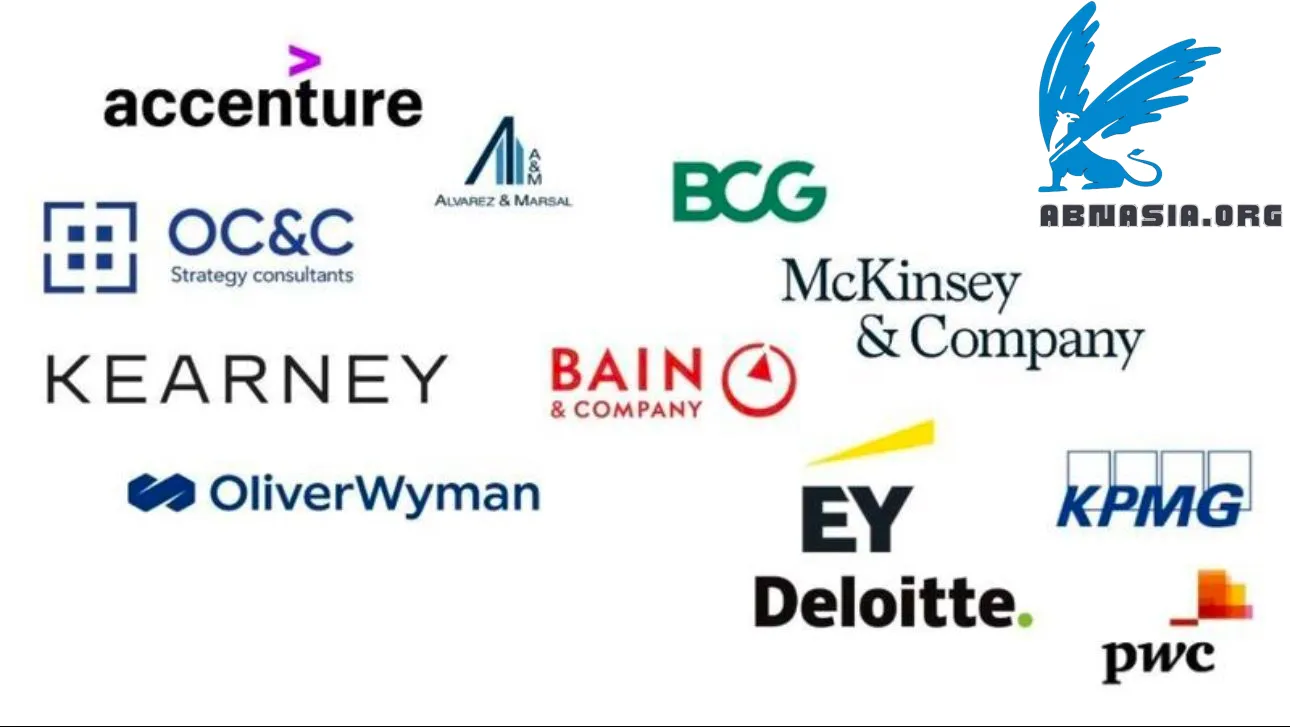 accenture
A&M
ALVAREZ & MARSAL
BCG
ABNASIA.ORG
OC&C
Strategy consultants
McKinsey
& Company
KEARNEY
BAIN
& COMPANY
OliverWyman
EY
KPMG
Deloitte.
pwc